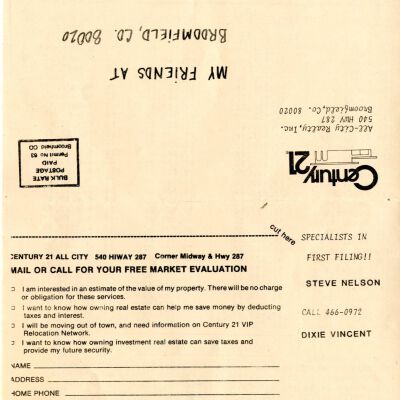 MY FRIENDS AT
BROOMFIELD, CO. 80020
Century 21
All-City Realty, Inc.
540 HWY 287
Broomfield, Co. 80020
BULK RATE
POSTAGE
PAID
Permit No 63
Broomfield CO
cut here
CENTURY 21 ALL CITY 540 HIWAY 287 Corner Midway & Hwy 287
MAIL OR CALL FOR YOUR FREE MARKET EVALUATION
I am interested in an estimate of the value of my property. There will be no charge
or obligation for these services.
I want to know how owning real estate can help me save money by deducting
taxes and interest.
I will be moving out of town, and need information on Century 21 VIP
Relocation Network.
I want to know how owning investment real estate can save taxes and
provide my future security.
NAME
ADDRESS
HOME PHONE
SPECIALISTS IN
FIRST FILING!!
STEVE NELSON
CALL 466-0972
DIXIE VINCENT